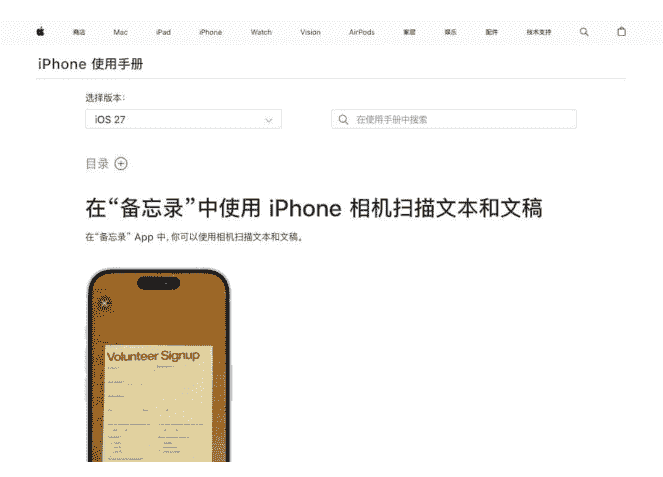 商店 Mac iPad iPhone Watch Vision AirPods 家居 娱乐 配件 技术支持
iPhone 使用手册
选择版本：
iOS 27
在使用手册中搜索
目录
在“备忘录”中使用 iPhone 相机扫描文本和文稿
在“备忘录” App 中，你可以使用相机扫描文本和文稿。
Volunteer Signup